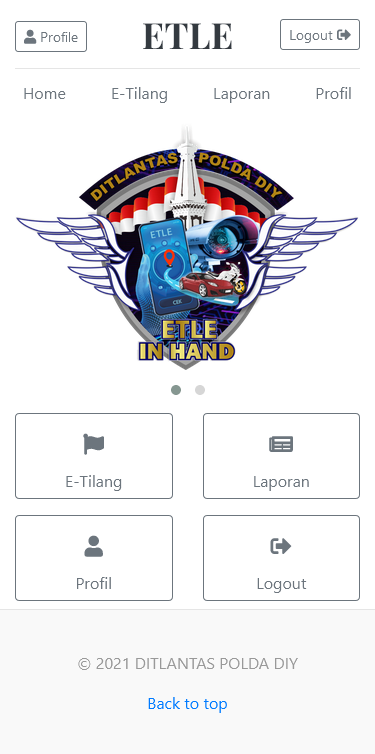 Profile
ETLE
Logout
Home
E-Tilang
Laporan
Profil
DITLANTAS POLDA DIY
ETLE
CEK
ETLE
IN HAND
E-Tilang
Laporan
Profil
Logout
© 2021 DITLANTAS POLDA DIY
Back to top